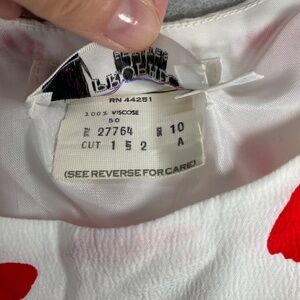 RN 44251
100% VISCOSE
50
27764 10
CUT 1 5 2 A
(SEE REVERSE FOR CARE)